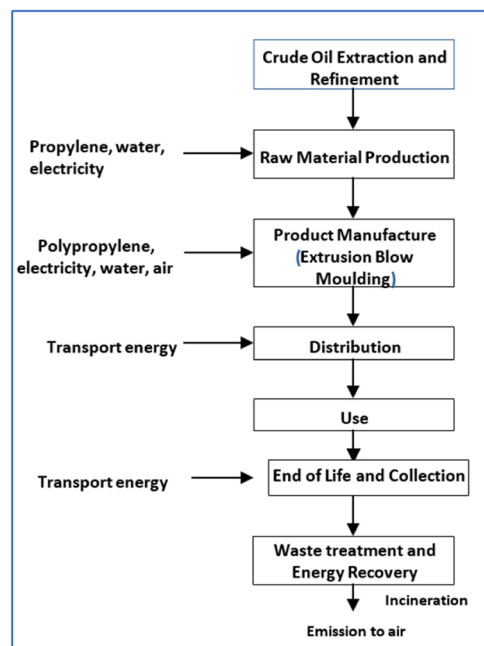 Crude Oil Extraction and
Refinement
Propylene, water,
electricity
Raw Material Production
Polypropylene,
electricity, water, air
Product Manufacture
(Extrusion Blow
Moulding)
Transport energy
Distribution
Use
Transport energy
End of Life and Collection
Waste treatment and
Energy Recovery
Incineration
Emission to air